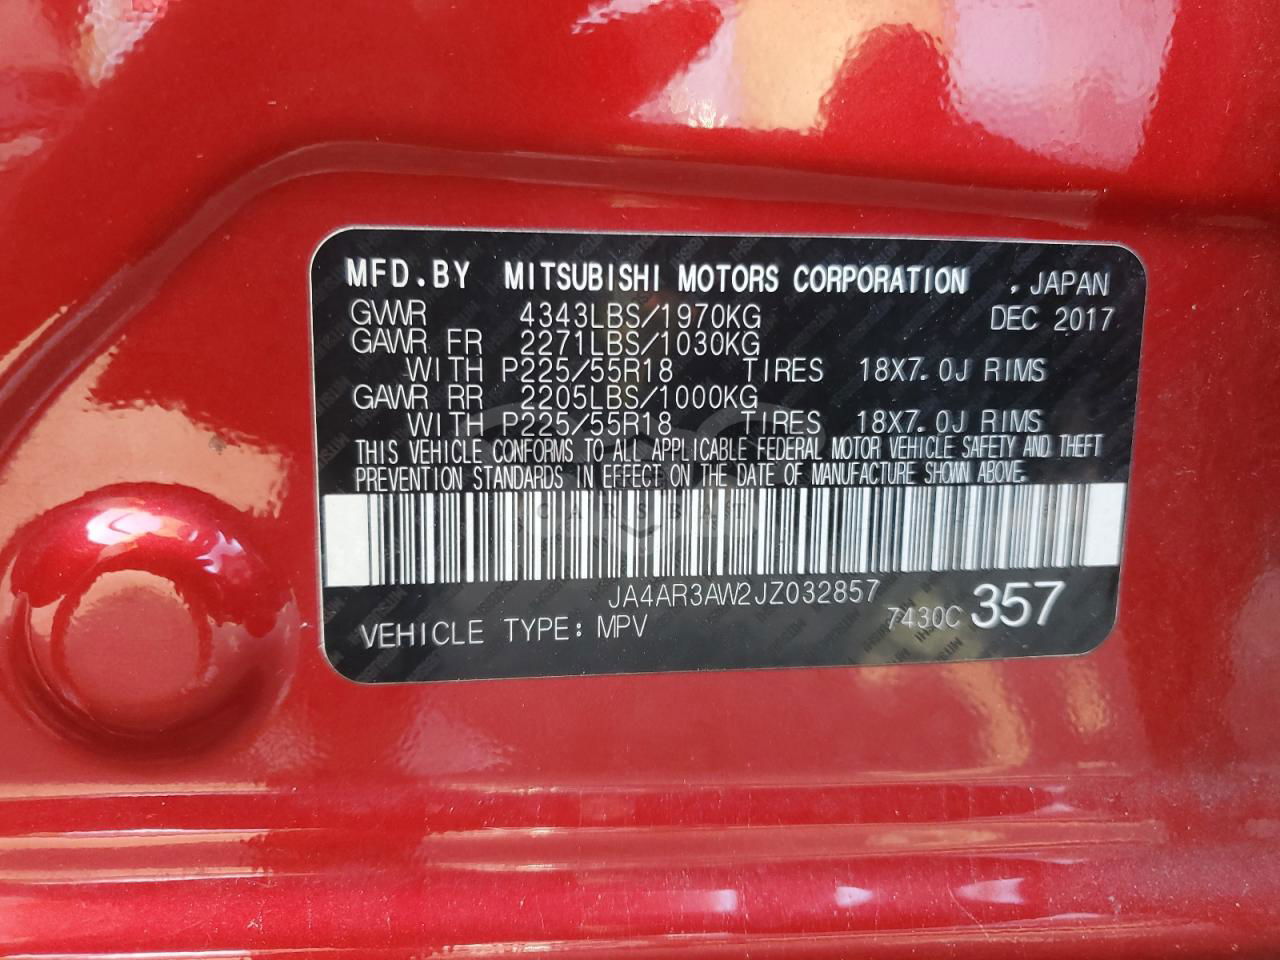 MFD.BY MITSUBISHI MOTORS CORPORATION , JAPAN
GVWR 4343LBS/1970KG DEC 2017
GAWR FR 2271LBS/1030KG
WITH P225/55R18 TIRES 18X7.0J RIMS
GAWR RR 2205LBS/1000KG
WITH P225/55R18 TIRES 18X7.0J RIMS
THIS VEHICLE CONFORMS TO ALL APPLICABLE FEDERAL MOTOR VEHICLE SAFETY AND THEFT
PREVENTION STANDARDS IN EFFECT ON THE DATE OF MANUFACTURE SHOWN ABOVE.
JA4AR3AW2JZ032857
VEHICLE TYPE: MPV 7430C 357